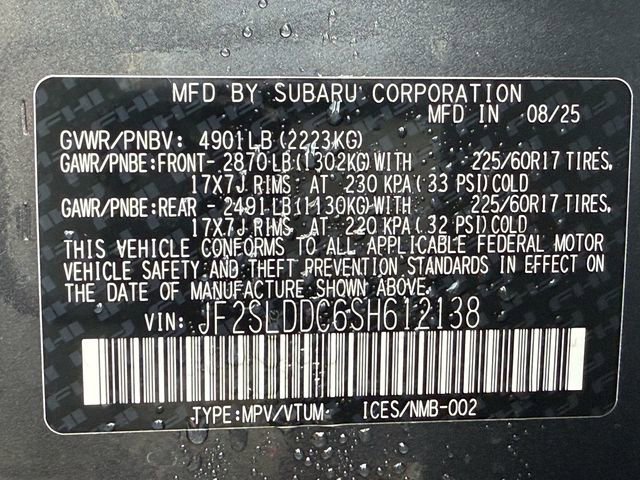 MFD BY SUBARU CORPORATION
MFD IN 08/25
GVWR/PNBV: 4901LB(2223KG)
GAWR/PNBE:FRONT- 2870LB(1302KG)WITH 225/60R17 TIRES,
17X7J RIMS AT 230 KPA(33 PSI)COLD
GAWR/PNBE:REAR - 2491LB(1130KG)WITH 225/60R17 TIRES,
17X7J RIMS AT 220 KPA(32 PSI)COLD
THIS VEHICLE CONFORMS TO ALL APPLICABLE FEDERAL MOTOR
VEHICLE SAFETY AND THEFT PREVENTION STANDARDS IN EFFECT ON
THE DATE OF MANUFACTURE SHOWN ABOVE.
VIN: JF2SLDDC6SH612138
TYPE:MPV/VTUM ICES/NMB-002